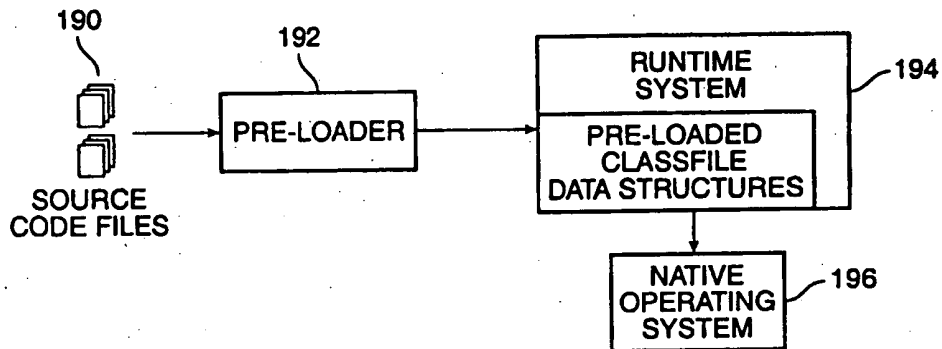 190
SOURCE
CODE FILES
192
PRE-LOADER
RUNTIME
SYSTEM
194
PRE-LOADED
CLASSFILE
DATA STRUCTURES
NATIVE
OPERATING
SYSTEM
196